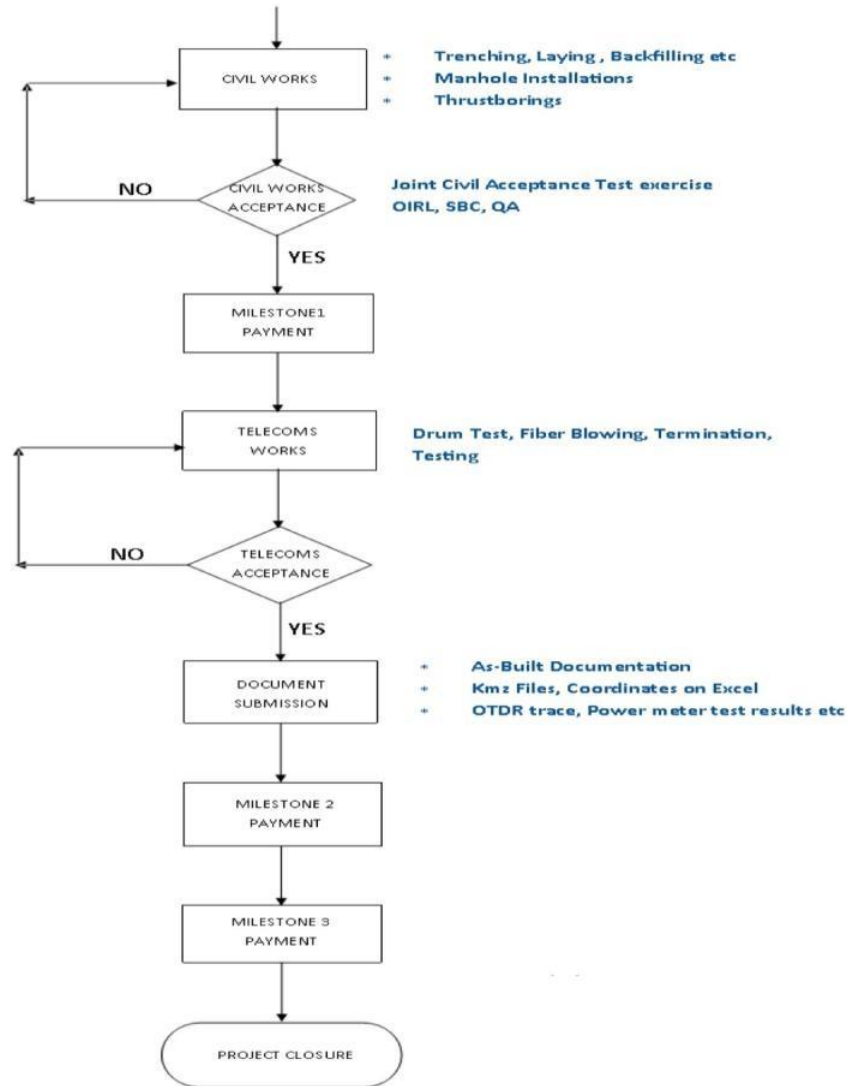 CIVIL WORKS
* Trenching, Laying , Backfilling etc
* Manhole Installations
* Thrustborings
NO
CIVIL WORKS
ACCEPTANCE
Joint Civil Acceptance Test exercise
OIRL, SBC, QA
YES
MILESTONE1
PAYMENT
TELECOMS
WORKS
Drum Test, Fiber Blowing, Termination,
Testing
NO
TELECOMS
ACCEPTANCE
YES
DOCUMENT
SUBMISSION
* As-Built Documentation
* Kmz Files, Coordinates on Excel
* OTDR trace, Power meter test results etc
MILESTONE 2
PAYMENT
MILESTONE 3
PAYMENT
PROJECT CLOSURE